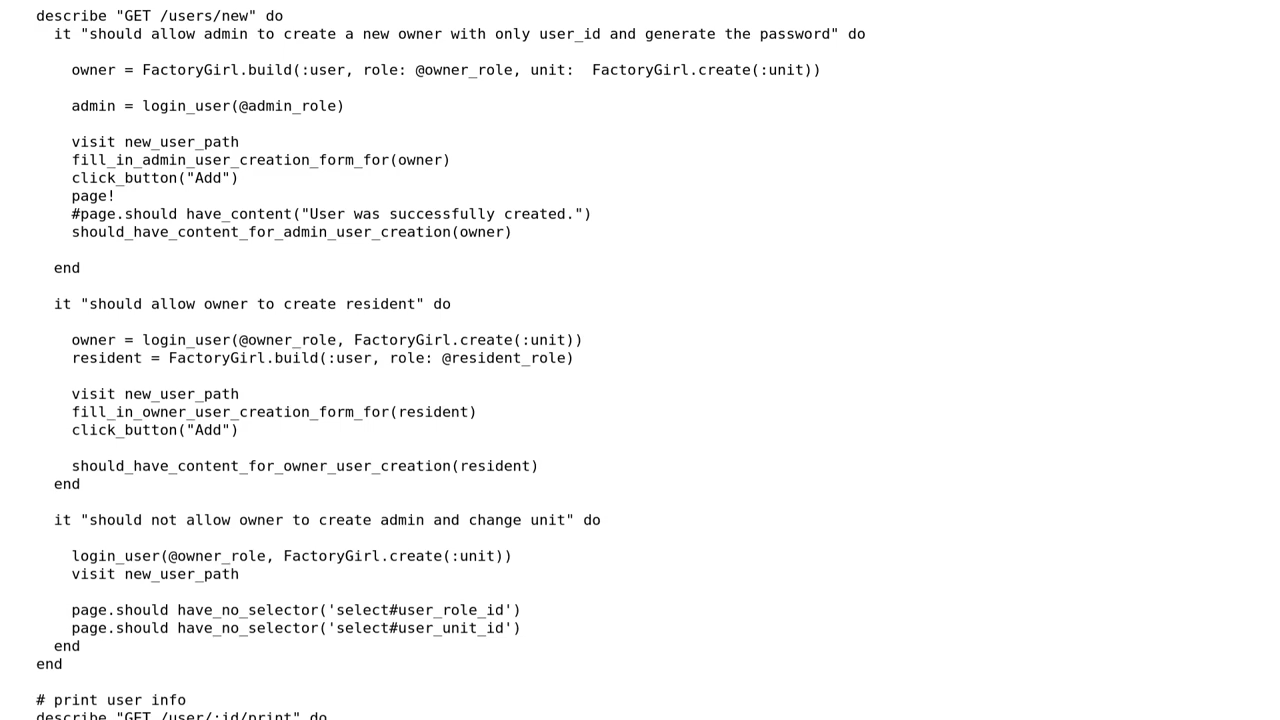 describe "GET /users/new" do
  it "should allow admin to create a new owner with only user_id and generate the password" do

    owner = FactoryGirl.build(:user, role: @owner_role, unit:  FactoryGirl.create(:unit))

    admin = login_user(@admin_role)

    visit new_user_path
    fill_in_admin_user_creation_form_for(owner)
    click_button("Add")
    page!
    #page.should have_content("User was successfully created.")
    should_have_content_for_admin_user_creation(owner)

  end

  it "should allow owner to create resident" do

    owner = login_user(@owner_role, FactoryGirl.create(:unit))
    resident = FactoryGirl.build(:user, role: @resident_role)

    visit new_user_path
    fill_in_owner_user_creation_form_for(resident)
    click_button("Add")

    should_have_content_for_owner_user_creation(resident)
  end

  it "should not allow owner to create admin and change unit" do

    login_user(@owner_role, FactoryGirl.create(:unit))
    visit new_user_path

    page.should have_no_selector('select#user_role_id')
    page.should have_no_selector('select#user_unit_id')
  end
end

# print user info
describe "GET /user/:id/print" do